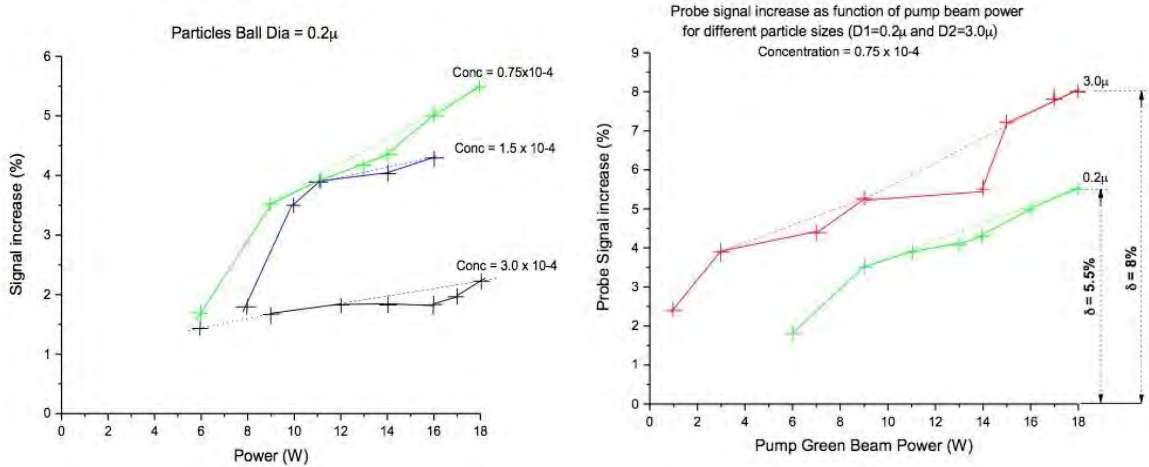 Particles Ball Dia = 0.2μ
Conc = 0.75x10-4
Conc = 1.5 x 10-4
Conc = 3.0 x 10-4
Signal increase (%)
6
5
4
3
2
1
0
0 2 4 6 8 10 12 14 16 18
Power (W)
Probe signal increase as function of pump beam power
for different particle sizes (D1=0.2μ and D2=3.0μ)
Concentration = 0.75 x 10-4
3.0μ
0.2μ
δ = 5.5%
δ = 8%
Probe Signal increase (%)
9
8
7
6
5
4
3
2
1
0
0 2 4 6 8 10 12 14 16 18
Pump Green Beam Power (W)